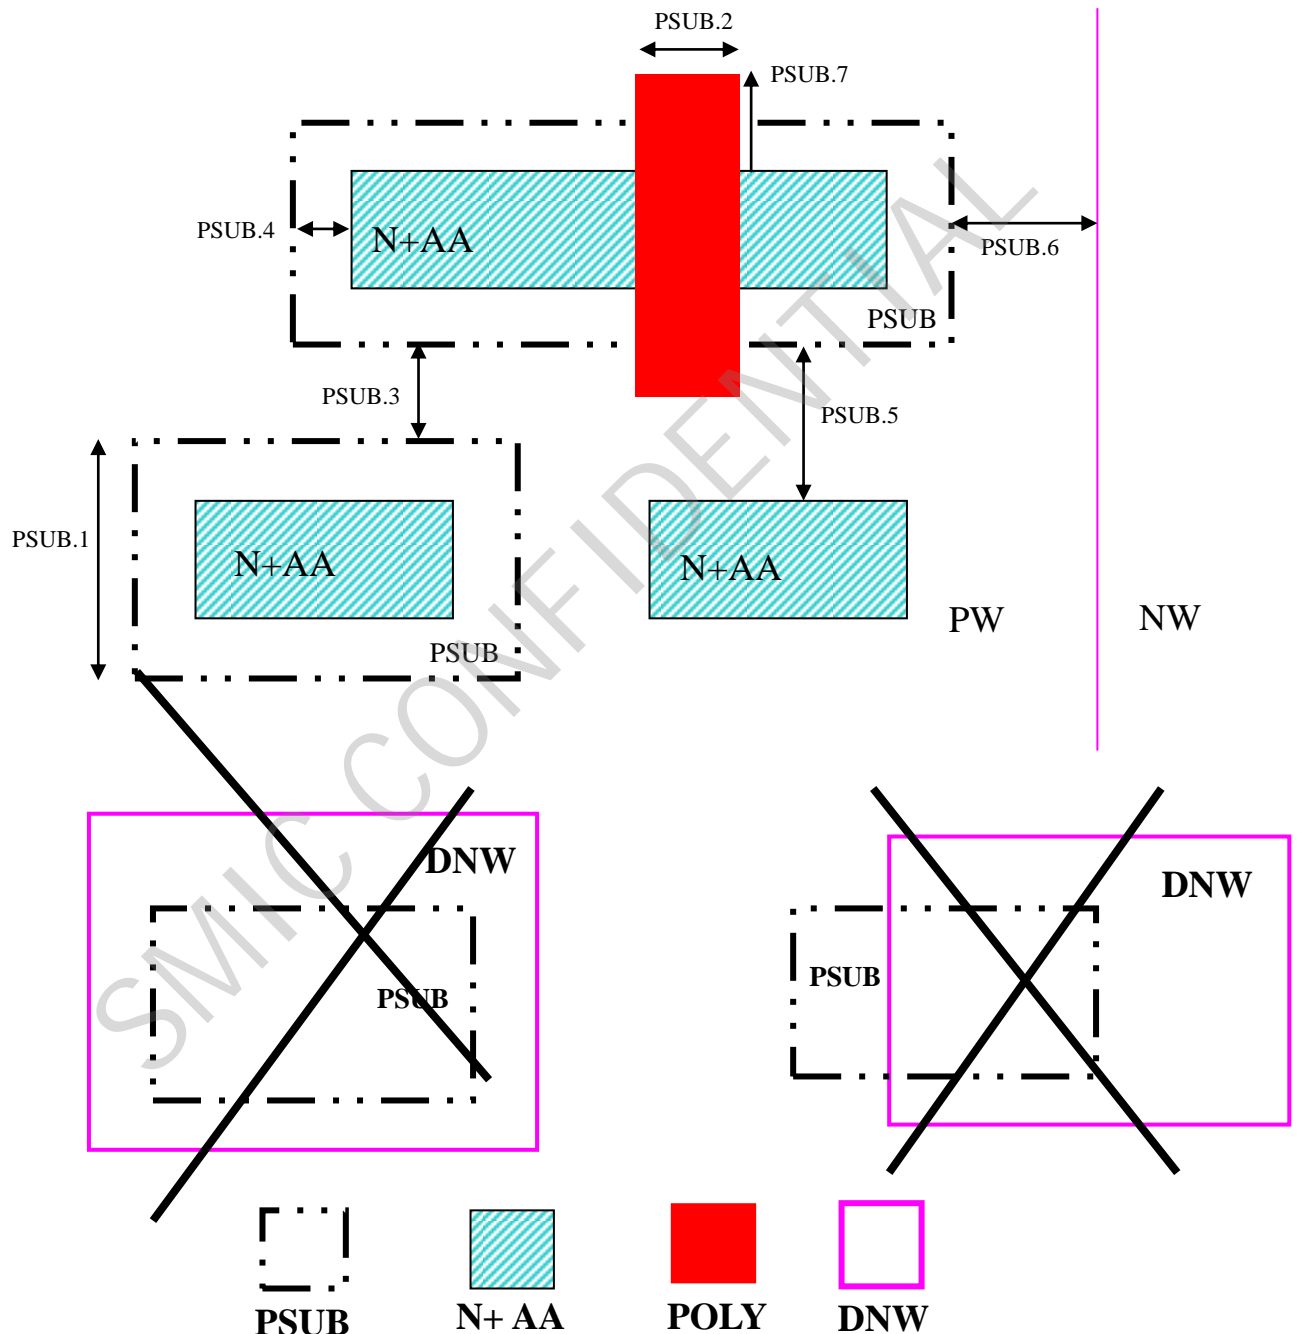 PSUB.2
PSUB.7
PSUB.4
N+AA
PSUB.6
PSUB
PSUB.3
PSUB.5
PSUB.1
N+AA
N+AA
PSUB
PW
NW
DNW
DNW
PSUB
PSUB
SMIC CONFIDENTIAL
PSUB
N+ AA
POLY
DNW